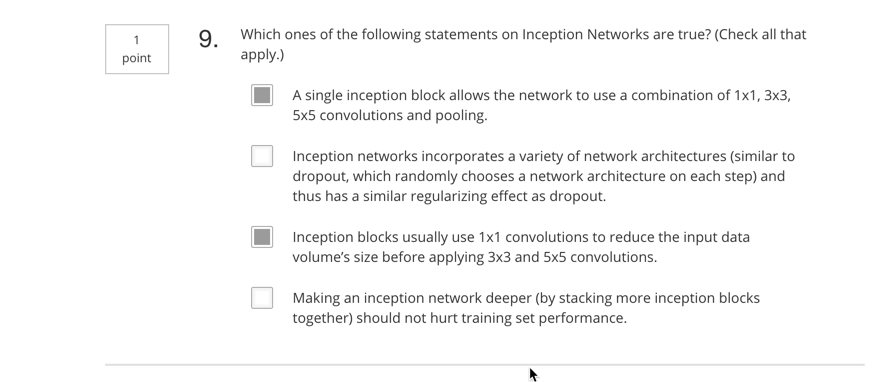 1
point
9.
Which ones of the following statements on Inception Networks are true? (Check all that
apply.)
A single inception block allows the network to use a combination of 1x1, 3x3,
5x5 convolutions and pooling.
Inception networks incorporates a variety of network architectures (similar to
dropout, which randomly chooses a network architecture on each step) and
thus has a similar regularizing effect as dropout.
Inception blocks usually use 1x1 convolutions to reduce the input data
volume’s size before applying 3x3 and 5x5 convolutions.
Making an inception network deeper (by stacking more inception blocks
together) should not hurt training set performance.